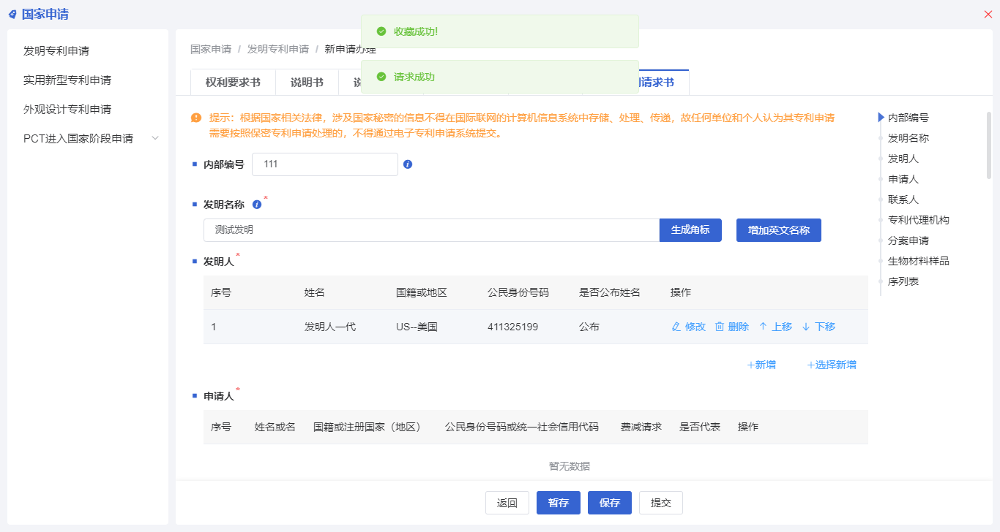 国家申请
收藏成功!
请求成功
发明专利申请
实用新型专利申请
外观设计专利申请
PCT进入国家阶段申请
国家申请 / 发明专利申请 / 新申请办理
权利要求书 说明书 请求书
提示：根据国家相关法律，涉及国家秘密的信息不得在国际联网的计算机信息系统中存储、处理、传递，故任何单位和个人认为其专利申请
需要按照保密专利申请处理的，不得通过电子专利申请系统提交。
内部编号 111
发明名称 *
测试发明 生成角标 增加英文名称
发明人 *
序号 姓名 国籍或地区 公民身份号码 是否公布姓名 操作
1 发明人一代 US--美国 411325199 公布 修改 删除 上移 下移
+新增 +选择新增
申请人 *
序号 姓名或名 国籍或注册国家（地区） 公民身份号码或统一社会信用代码 费减请求 是否代表 操作
暂无数据
返回 暂存 保存 提交
内部编号
发明名称
发明人
申请人
联系人
专利代理机构
分案申请
生物材料样品
序列表